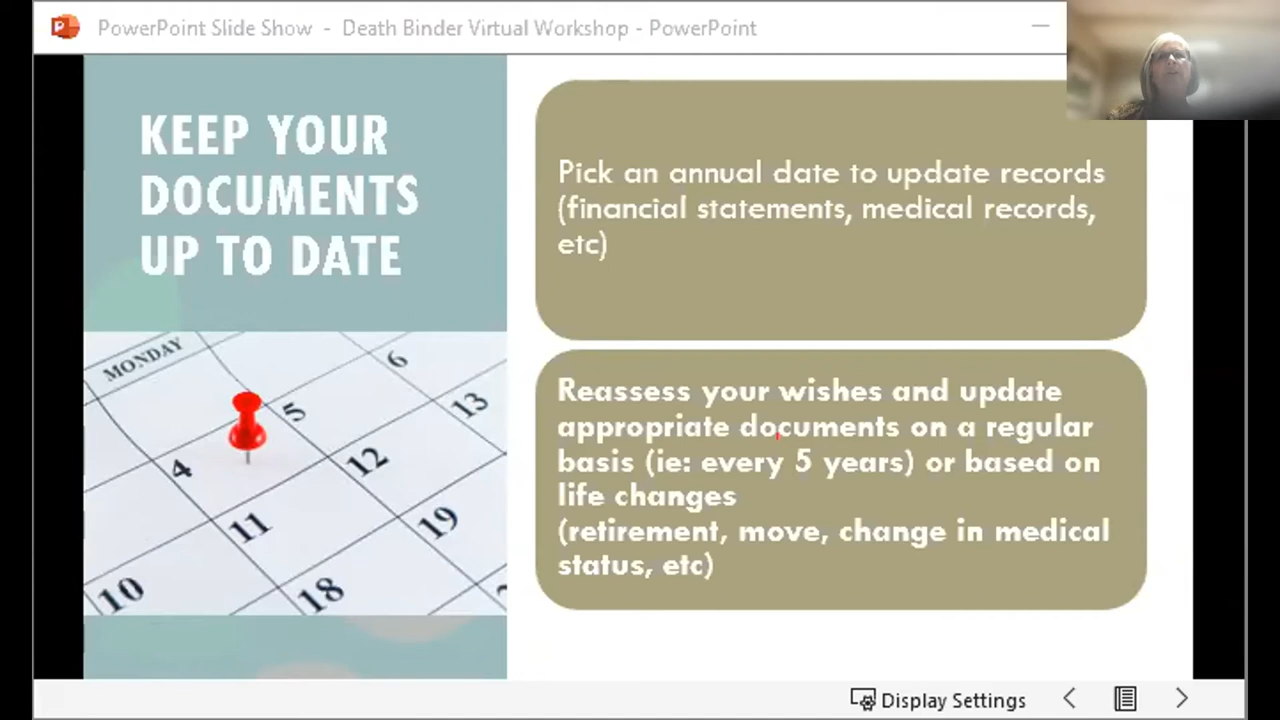 PowerPoint Slide Show - Death Binder Virtual Workshop - PowerPoint
KEEP YOUR
DOCUMENTS
UP TO DATE
Pick an annual date to update records
(financial statements, medical records,
etc)
Reassess your wishes and update
appropriate documents on a regular
basis (ie: every 5 years) or based on
life changes
(retirement, move, change in medical
status, etc)
MONDAY
4
5
6
10
11
12
13
18
19
Display Settings